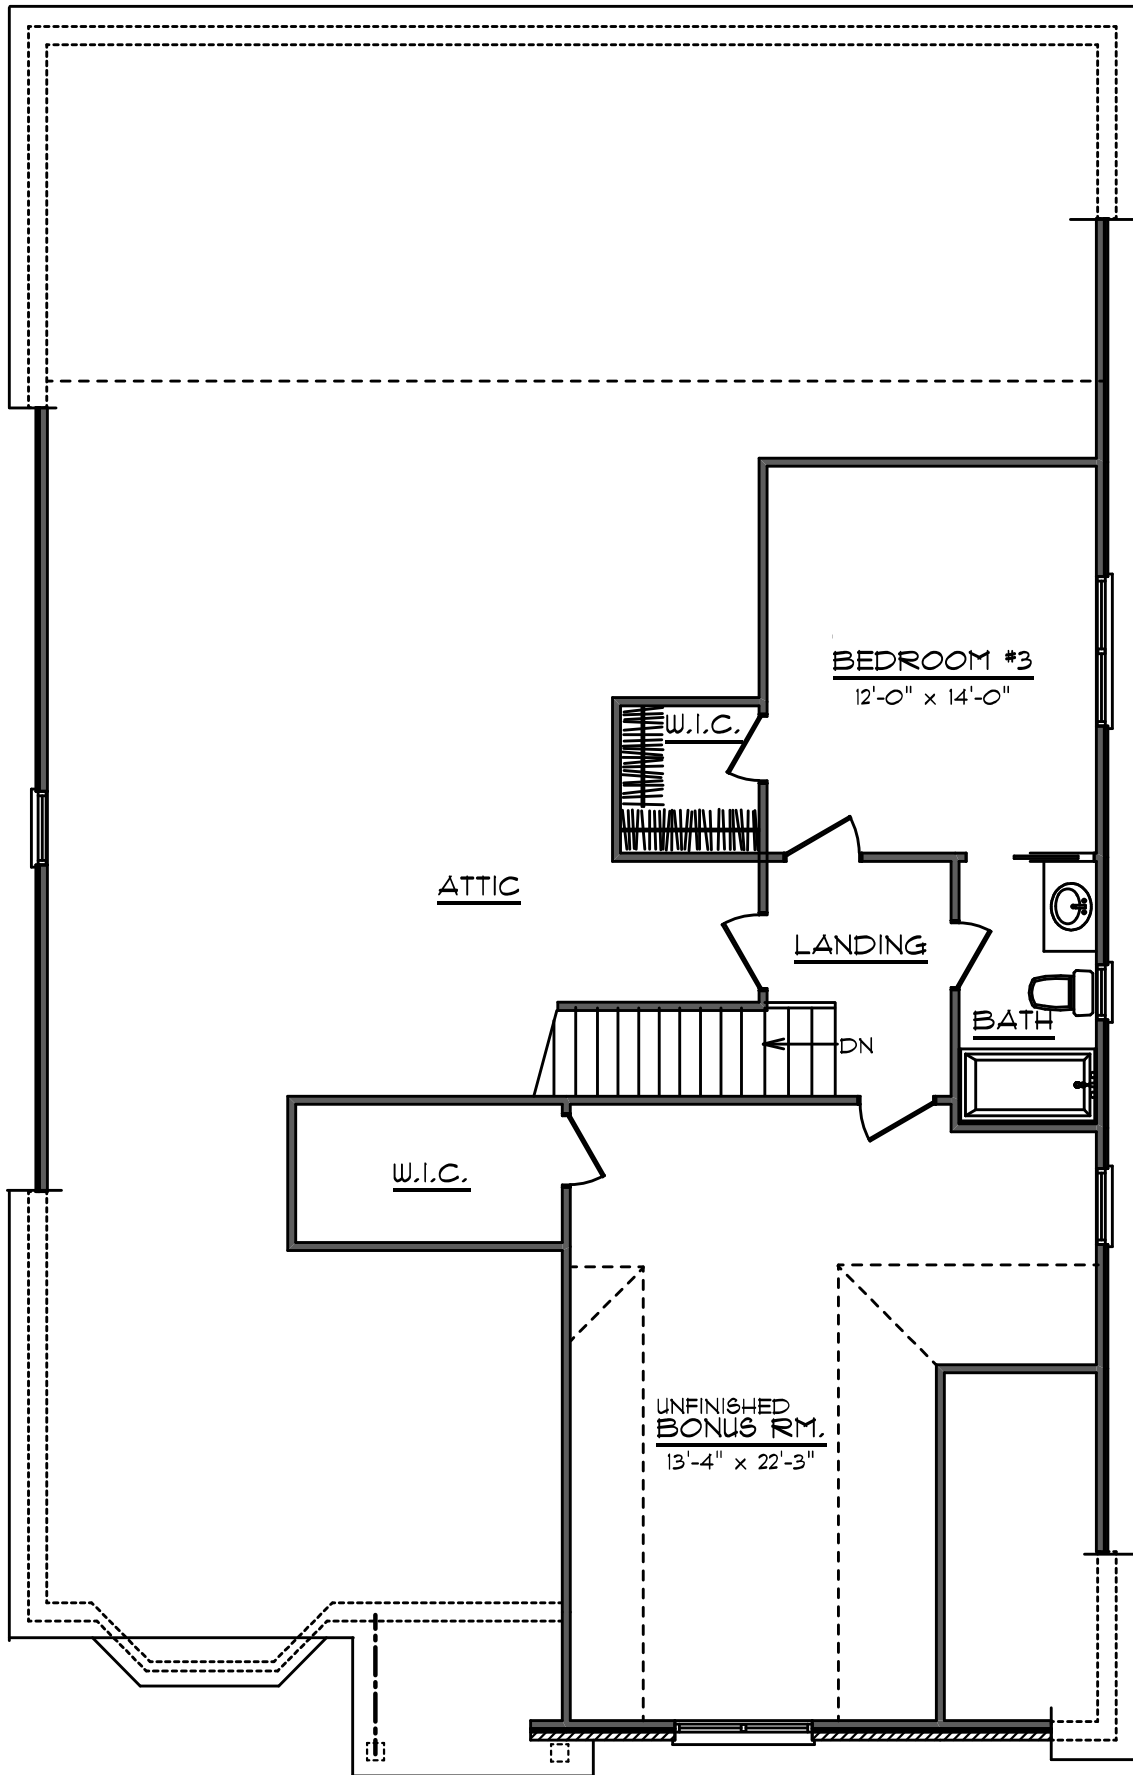 BEDROOM #3
12'-0" x 14'-0"
W.I.C.
ATTIC
LANDING
BATH
DN
W.I.C.
UNFINISHED
BONUS RM.
13'-4" x 22'-3"